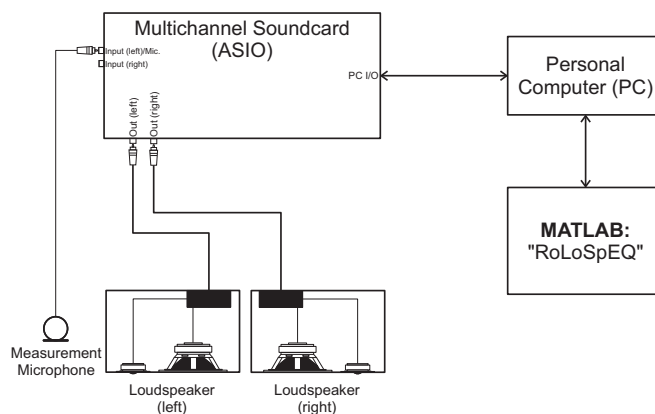 Multichannel Soundcard
(ASIO)
Input (left)/Mic.
Input (right)
PC I/O
Out (left)
Out (right)
Personal
Computer (PC)
MATLAB:
"RoLoSpEQ"
Measurement
Microphone
Loudspeaker
(left)
Loudspeaker
(right)